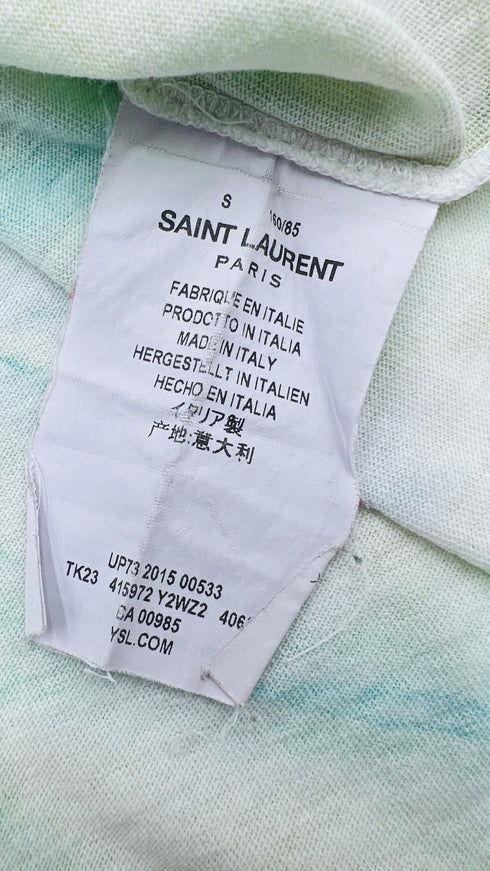 S 160/85
SAINT LAURENT
PARIS
FABRIQUE EN ITALIE
PRODOTTO IN ITALIA
MADE IN ITALY
HERGESTELLT IN ITALIEN
HECHO EN ITALIA
イタリア製
产地:意大利
UP73 2015 00533
TK23 415972 Y2WZ2
CA 00985
YSL.COM